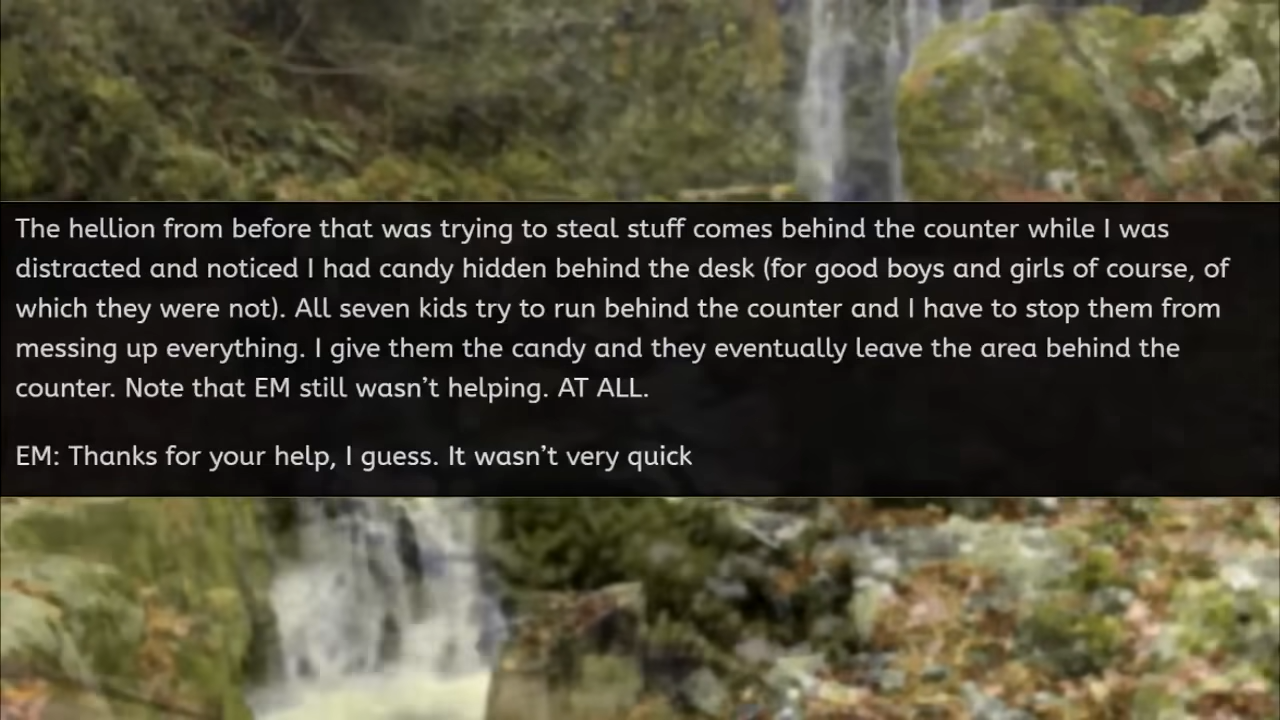 The hellion from before that was trying to steal stuff comes behind the counter while I was
distracted and noticed I had candy hidden behind the desk (for good boys and girls of course, of
which they were not). All seven kids try to run behind the counter and I have to stop them from
messing up everything. I give them the candy and they eventually leave the area behind the
counter. Note that EM still wasn’t helping. AT ALL.
EM: Thanks for your help, I guess. It wasn’t very quick